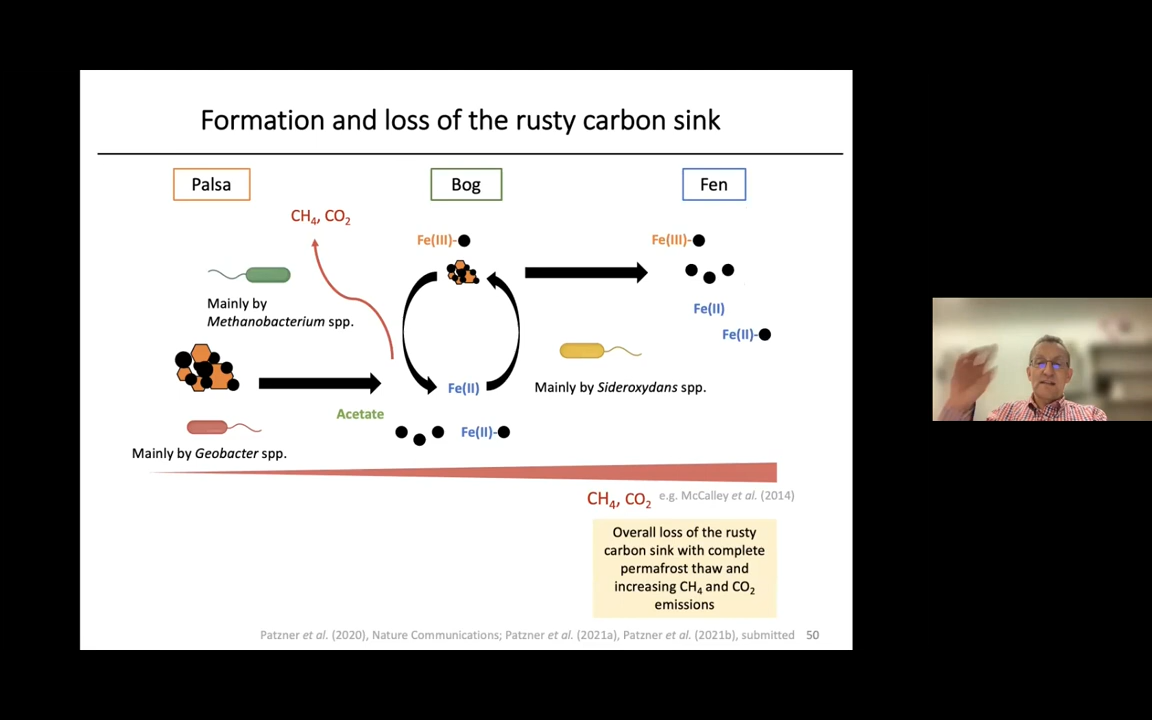 Formation and loss of the rusty carbon sink
Palsa
Bog
Fen
CH₄, CO₂
Fe(III)-
Fe(III)-
Mainly by
Methanobacterium spp.
Fe(II)
Fe(II)-
Fe(II)
Mainly by Sideroxydans spp.
Acetate
Fe(II)-
Mainly by Geobacter spp.
CH₄, CO₂ e.g. McCalley et al. (2014)
Overall loss of the rusty
carbon sink with complete
permafrost thaw and
increasing CH₄ and CO₂
emissions
Patzner et al. (2020), Nature Communications; Patzner et al. (2021a), Patzner et al. (2021b), submitted 50